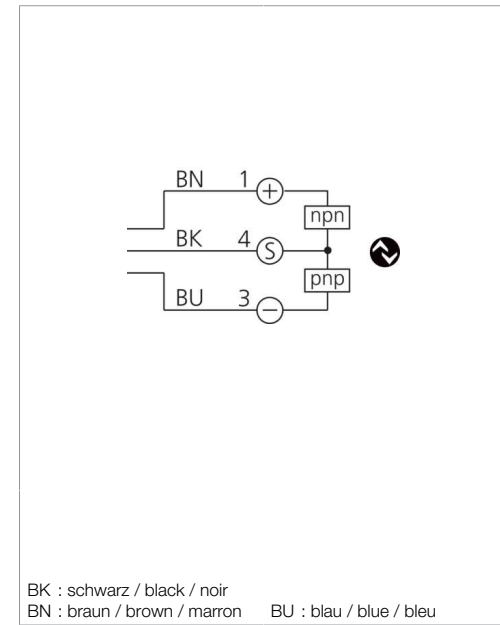 BN 1 +
npn
BK 4 S
pnp
BU 3 −
BK : schwarz / black / noir
BN : braun / brown / marron BU : blau / blue / bleu